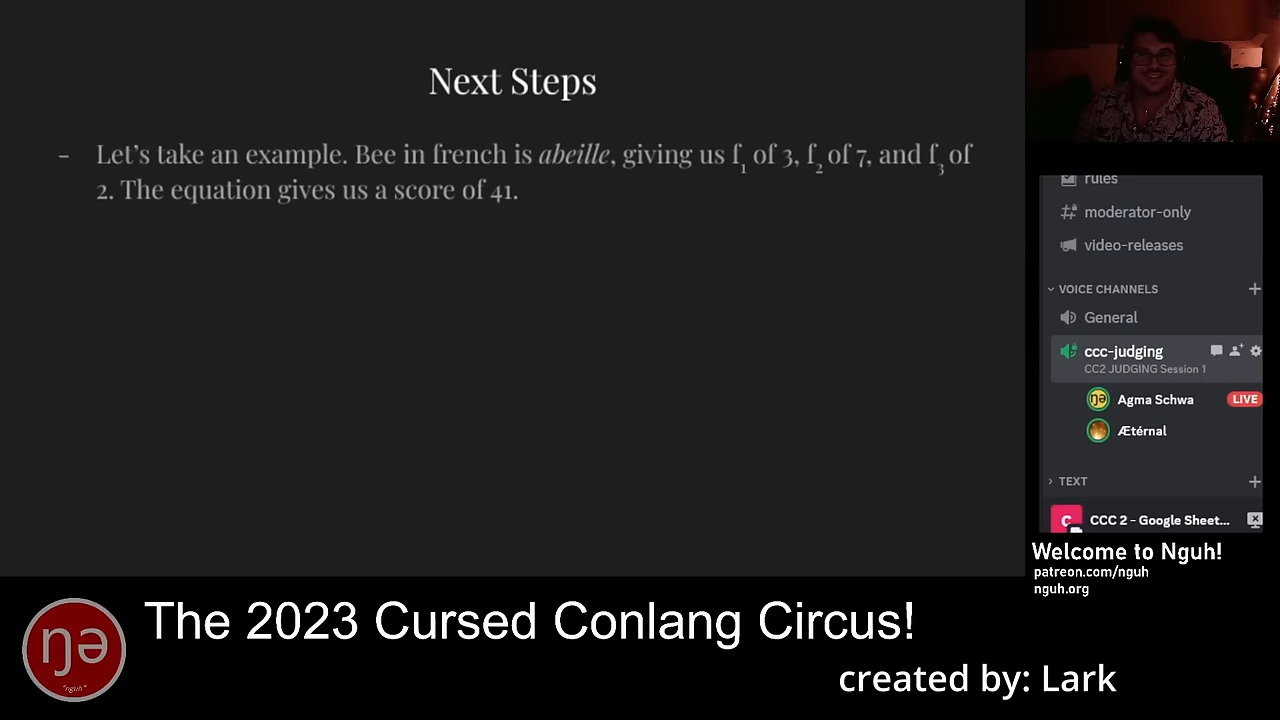 Next Steps
- Let's take an example. Bee in french is abeille, giving us f₁ of 3, f₂ of 7, and f₃ of
2. The equation gives us a score of 41.
rules
moderator-only
video-releases
VOICE CHANNELS
General
ccc-judging
CC2 JUDGING Session 1
ŋə Agma Schwa LIVE
Ætérnal
TEXT
C CCC 2 - Google Sheet...
Welcome to Nguh!
patreon.com/nguh
nguh.org
ŋə
"nguh"
The 2023 Cursed Conlang Circus!
created by: Lark